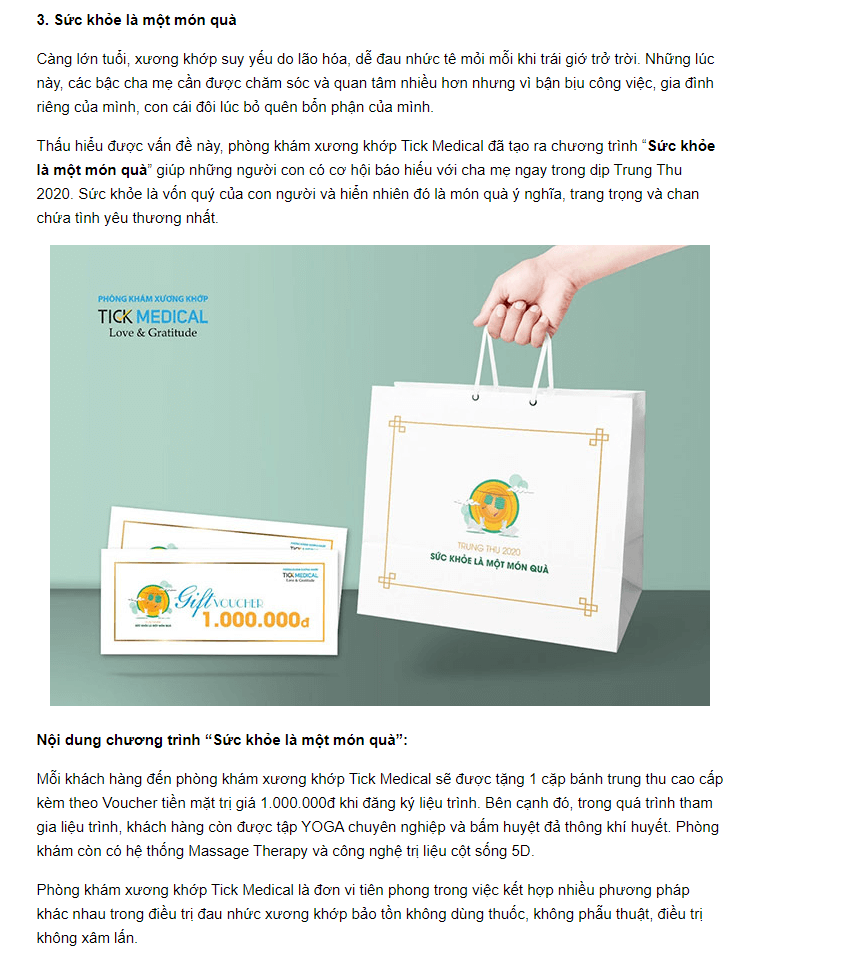 3. Sức khỏe là một món quà
Càng lớn tuổi, xương khớp suy yếu do lão hóa, dễ đau nhức tê mỏi mỗi khi trái gió trở trời. Những lúc
này, các bậc cha mẹ cần được chăm sóc và quan tâm nhiều hơn nhưng vì bận bịu công việc, gia đình
riêng của mình, con cái đôi lúc bỏ quên bổn phận của mình.
Thấu hiểu được vấn đề này, phòng khám xương khớp Tick Medical đã tạo ra chương trình “Sức khỏe
là một món quà” giúp những người con có cơ hội báo hiếu với cha mẹ ngay trong dịp Trung Thu
2020. Sức khỏe là vốn quý của con người và hiển nhiên đó là món quà ý nghĩa, trang trọng và chan
chứa tình yêu thương nhất.
PHÒNG KHÁM XƯƠNG KHỚP
TICK MEDICAL
Love & Gratitude
TRUNG THU 2020
SỨC KHỎE LÀ MỘT MÓN QUÀ
TICK MEDICAL
Love & Gratitude
Gift VOUCHER
1.000.000đ
Nội dung chương trình “Sức khỏe là một món quà”:
Mỗi khách hàng đến phòng khám xương khớp Tick Medical sẽ được tặng 1 cặp bánh trung thu cao cấp
kèm theo Voucher tiền mặt trị giá 1.000.000đ khi đăng ký liệu trình. Bên cạnh đó, trong quá trình tham
gia liệu trình, khách hàng còn được tập YOGA chuyên nghiệp và bấm huyệt đả thông khí huyết. Phòng
khám còn có hệ thống Massage Therapy và công nghệ trị liệu cột sống 5D.
Phòng khám xương khớp Tick Medical là đơn vi tiên phong trong việc kết hợp nhiều phương pháp
khác nhau trong điều trị đau nhức xương khớp bảo tồn không dùng thuốc, không phẫu thuật, điều trị
không xâm lấn.